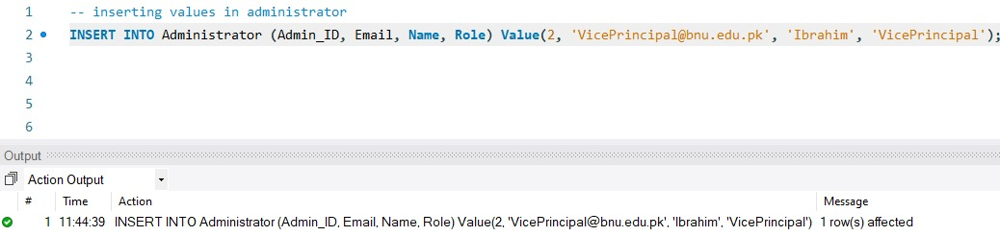 1 -- inserting values in administrator
2 INSERT INTO Administrator (Admin_ID, Email, Name, Role) Value(2, 'VicePrincipal@bnu.edu.pk', 'Ibrahim', 'VicePrincipal');
3
4
5
6
Output
Action Output
# Time Action Message
1 11:44:39 INSERT INTO Administrator (Admin_ID, Email, Name, Role) Value(2, 'VicePrincipal@bnu.edu.pk', 'Ibrahim', 'VicePrincipal') 1 row(s) affected